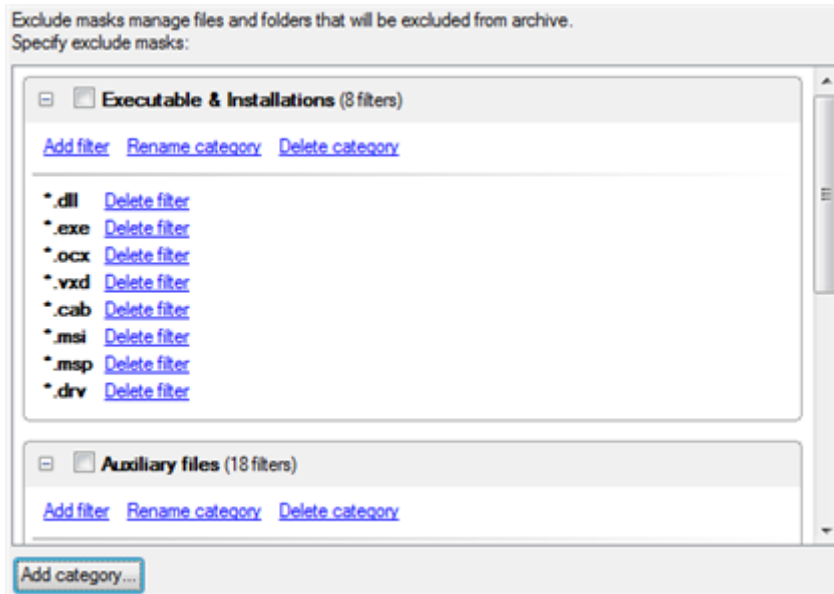 Exclude masks manage files and folders that will be excluded from archive.
Specify exclude masks:
Executable & Installations (8 filters)
Add filter Rename category Delete category
*.dll Delete filter
*.exe Delete filter
*.ocx Delete filter
*.vxd Delete filter
*.cab Delete filter
*.msi Delete filter
*.msp Delete filter
*.drv Delete filter
Auxiliary files (18 filters)
Add filter Rename category Delete category
Add category...